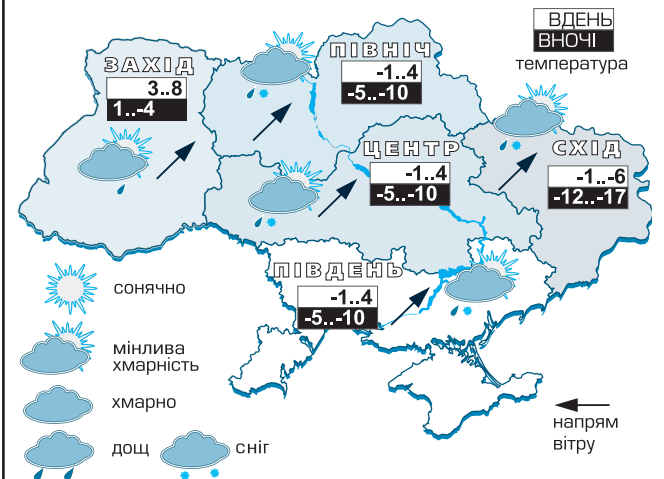 ВДЕНЬ
ВНОЧІ
температура
ЗАХІД
3..8
1..-4
ПІВНІЧ
-1..4
-5..-10
ЦЕНТР
-1..4
-5..-10
СХІД
-1..-6
-12..-17
ПІВДЕНЬ
-1..4
-5..-10
сонячно
мінлива
хмарність
хмарно
дощ
сніг
напрям
вітру